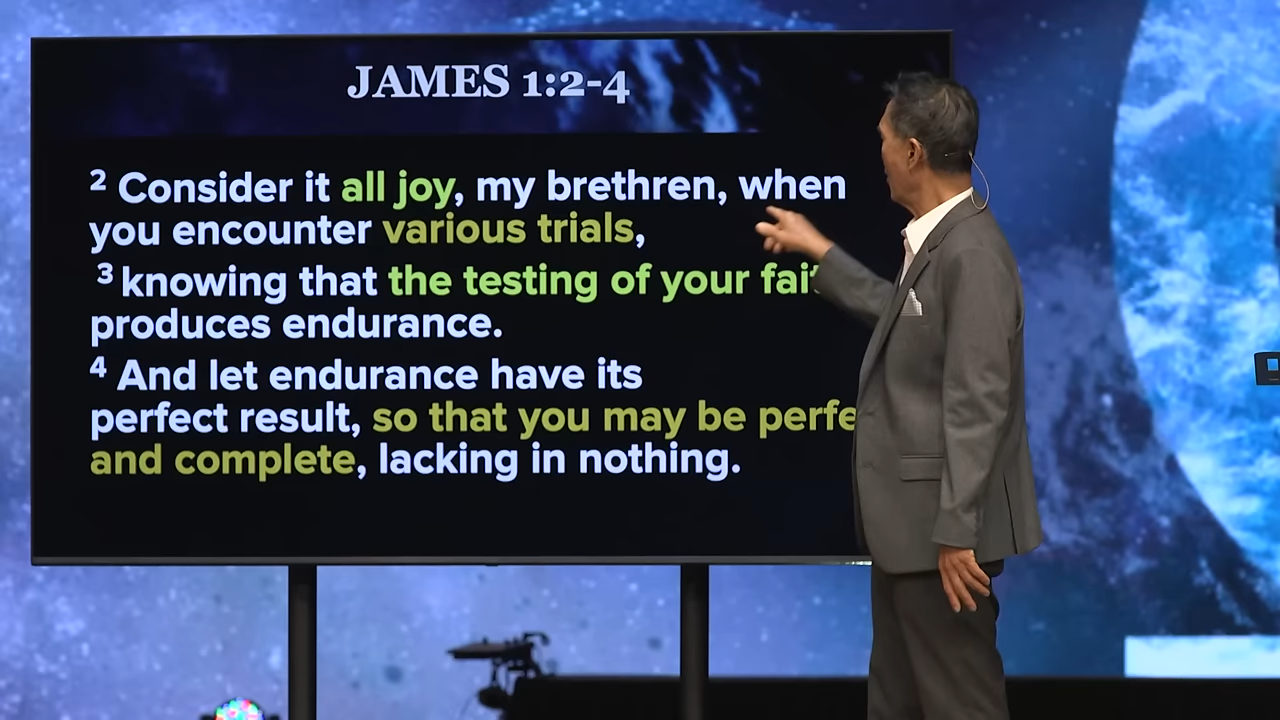 JAMES 1:2-4
2 Consider it all joy, my brethren, when
you encounter various trials,
3 knowing that the testing of your
produces endurance.
4 And let endurance have its
perfect result, so that you may be
and complete, lacking in nothing.